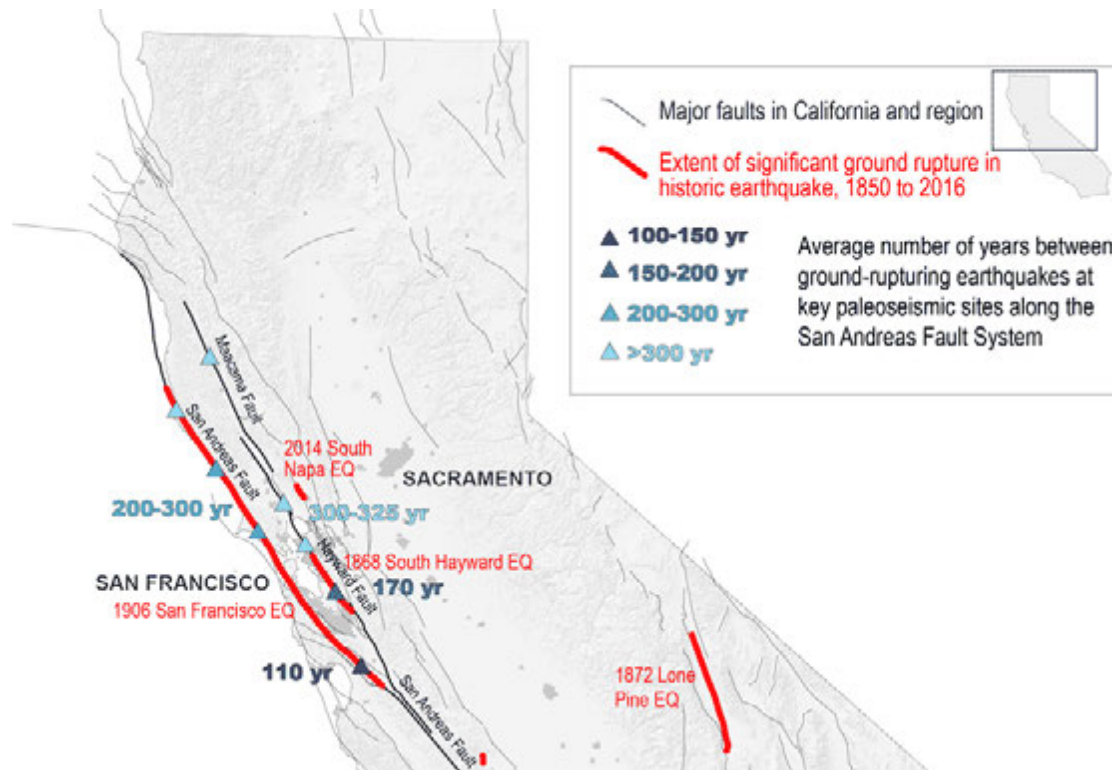 Major faults in California and region
Extent of significant ground rupture in
historic earthquake, 1850 to 2016
100-150 yr
150-200 yr
200-300 yr
>300 yr
Average number of years between
ground-rupturing earthquakes at
key paleoseismic sites along the
San Andreas Fault System
Maacama Fault
San Andreas Fault
2014 South
Napa EQ
SACRAMENTO
200-300 yr
300-325 yr
Hayward Fault
1868 South Hayward EQ
SAN FRANCISCO
170 yr
1906 San Francisco EQ
110 yr
San Andreas Fault
1872 Lone
Pine EQ